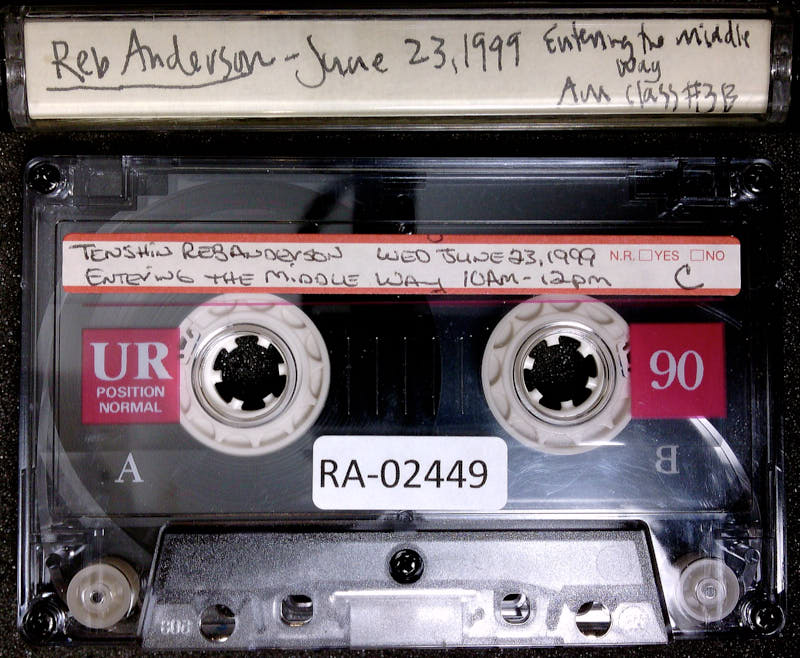 Reb Anderson - June 23, 1999
Entering the Middle
Way
Am class #3B
TENSHIN REB ANDERSON WED JUNE 23, 1999 N.R. YES NO
ENTERING THE MIDDLE WAY 10AM-12pm C
UR
POSITION
NORMAL
90
A
B
RA-02449